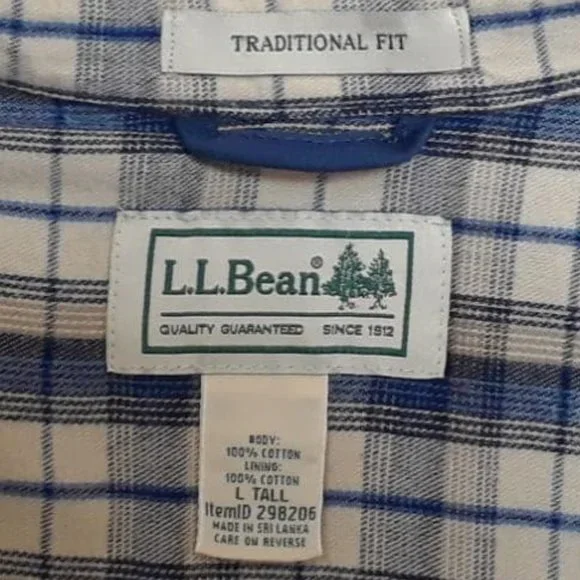 TRADITIONAL FIT
L.L.Bean®
QUALITY GUARANTEED SINCE 1912
BODY:
100% COTTON
LINING:
100% COTTON
L TALL
ItemID 298206
MADE IN SRI LANKA
CARE ON REVERSE